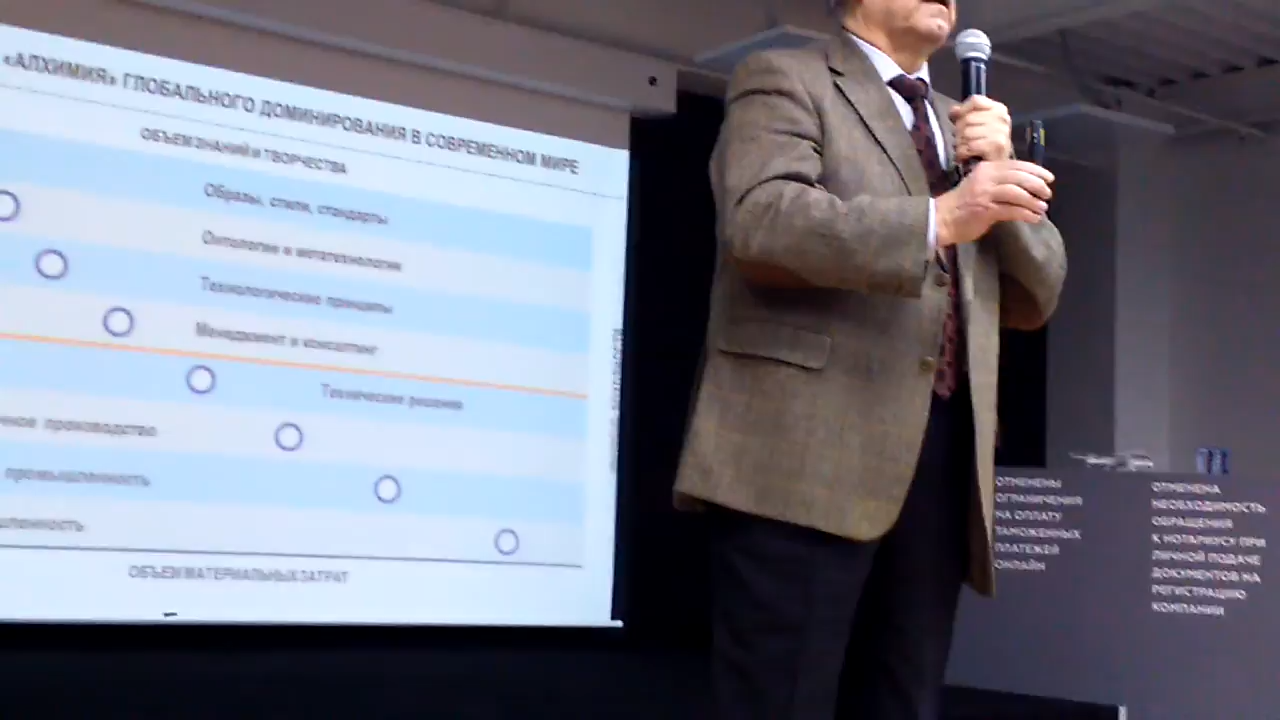 «АЛХИМИЯ» ГЛОБАЛЬНОГО ДОМИНИРОВАНИЯ В СОВРЕМЕННОМ МИРЕ
ОБЪЕМ ЗНАНИЙ И ТВОРЧЕСТВА
Образы, стили, стандарты
Онтологии и метатехнологии
Технологические принципы
Менеджмент и консалтинг
Технические решения
чное производство
промышленность
шленность
ОБЪЕМ МАТЕРИАЛЬНЫХ ЗАТРАТ
ОТМЕНЕНЫ
ОГРАНИЧЕНИЯ
НА ОПЛАТУ
ТАМОЖЕННЫХ
ПЛАТЕЖЕЙ
ОНЛАЙН
ОТМЕНЕНА
НЕОБХОДИМОСТЬ
ОБРАЩЕНИЯ
К НОТАРИУСУ ПРИ
ЛИЧНОЙ ПОДАЧЕ
ДОКУМЕНТОВ НА
РЕГИСТРАЦИЮ
КОМПАНИИ